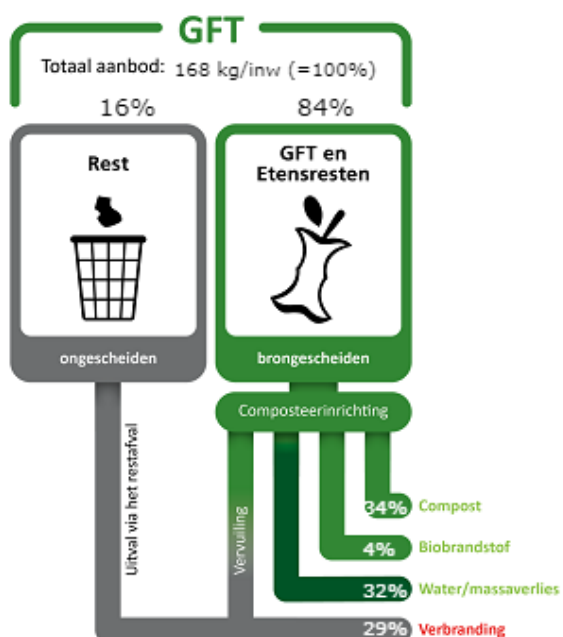 GFT
Totaal aanbod: 168 kg/inw (=100%)
16%
84%
Rest
GFT en
Etensresten
ongescheiden
brongescheiden
Composteerinrichting
Uitval via het restafval
Vervuiling
34% Compost
4% Biobrandstof
32% Water/massaverlies
29% Verbranding